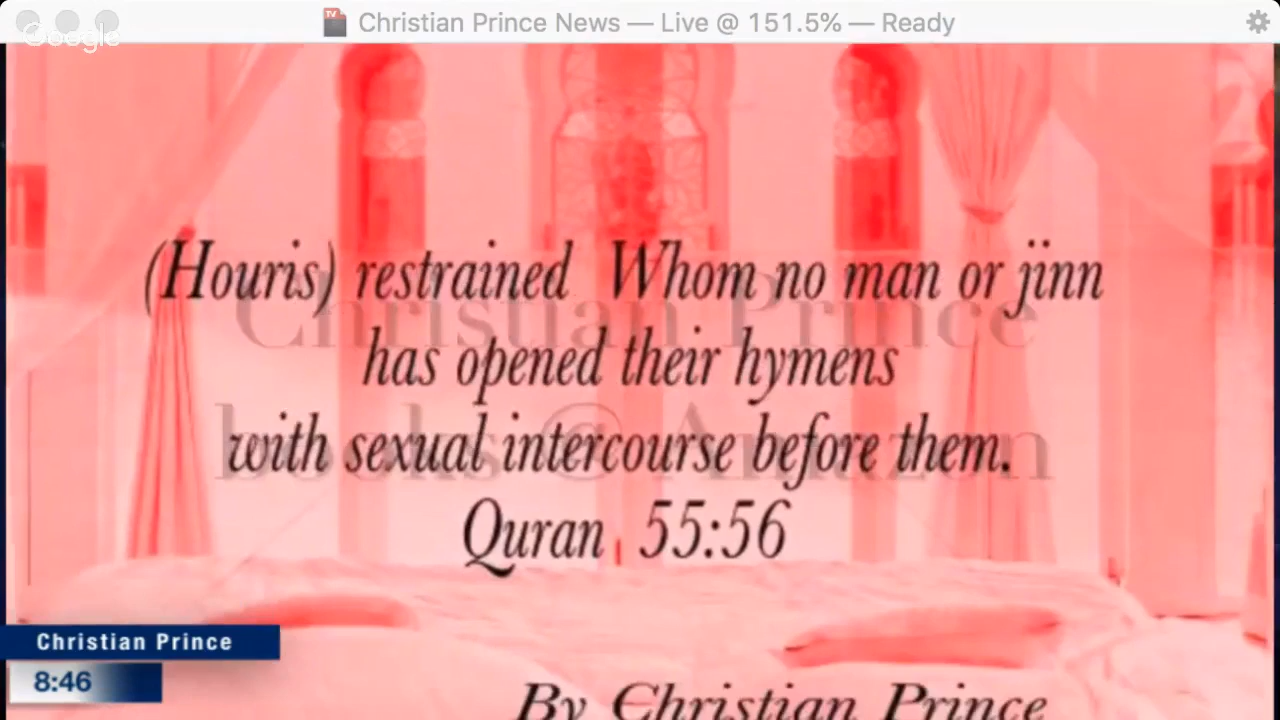 Christian Prince News — Live @ 151.5% — Ready
Google
TV
(Houris) restrained Whom no man or jinn
has opened their hymens
with sexual intercourse before them.
Quran 55:56
Christian Prince
books @ Amazon
Christian Prince
8:46
By Christian Prince